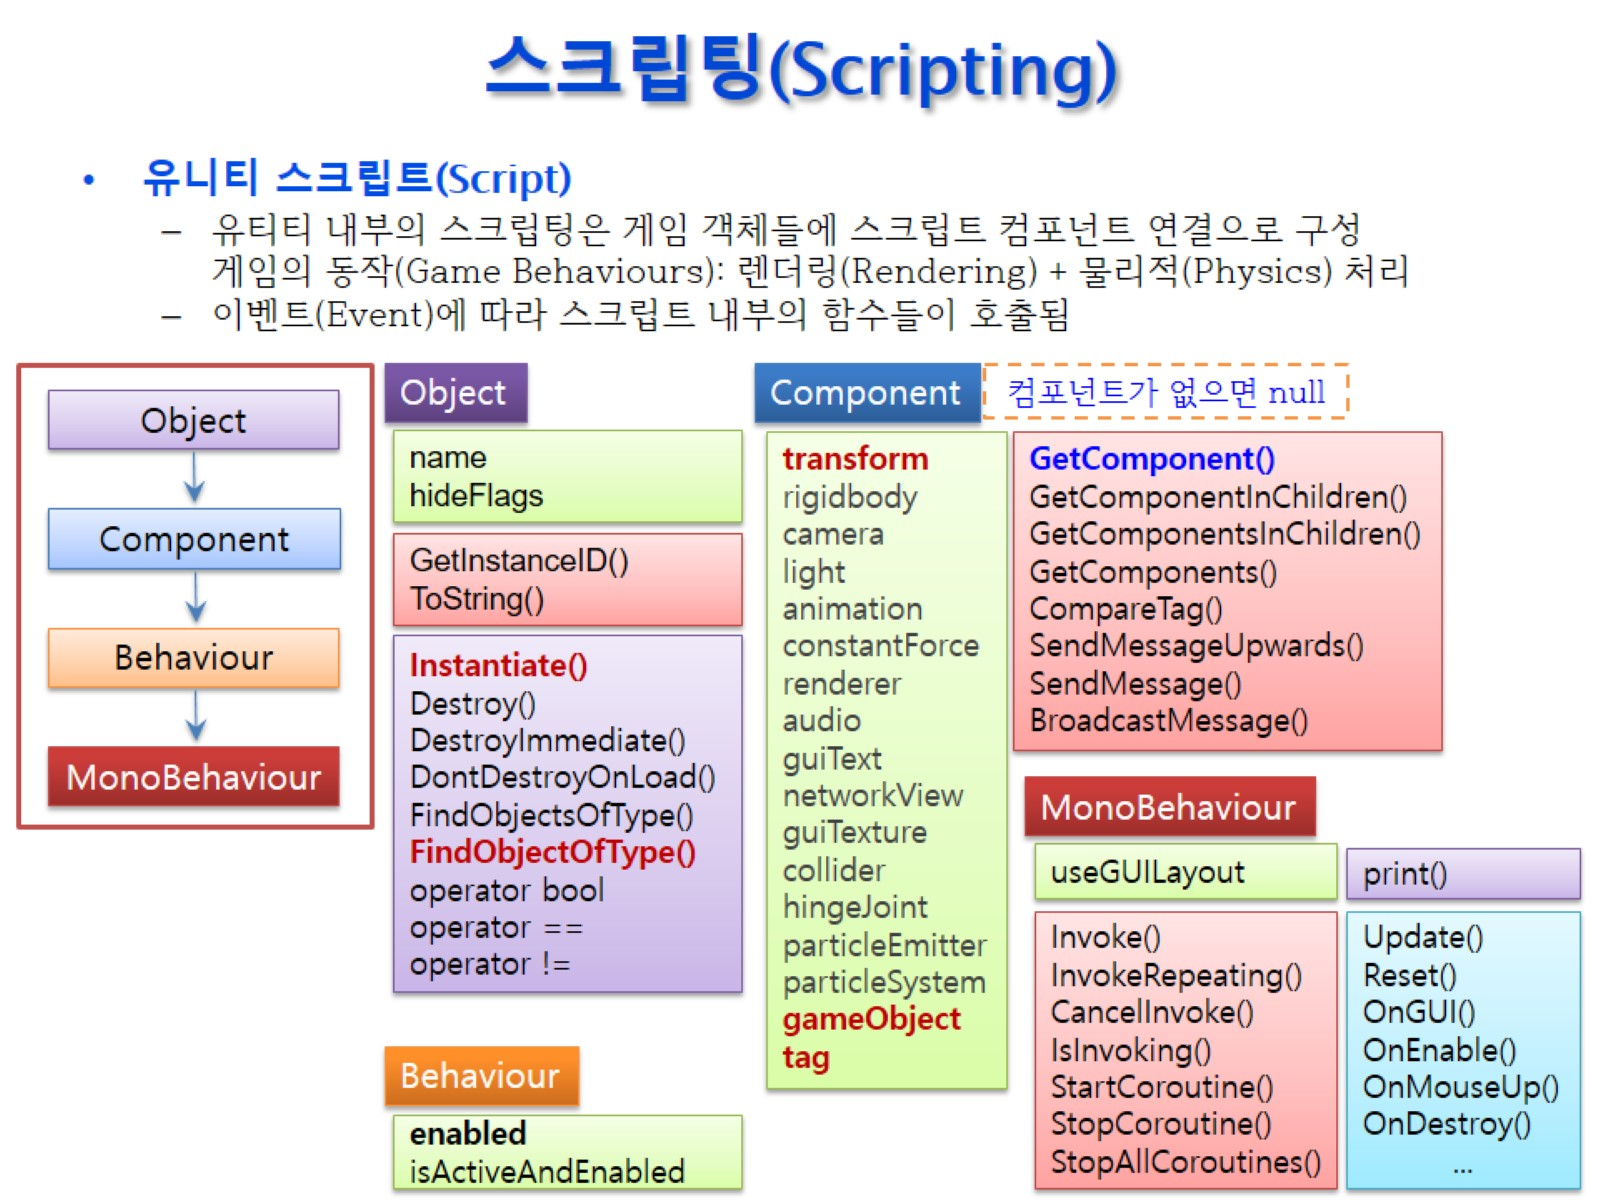 스크립팅(Scripting)
• 유니티 스크립트(Script)
– 유티티 내부의 스크립팅은 게임 객체들에 스크립트 컴포넌트 연결으로 구성
게임의 동작(Game Behaviours): 렌더링(Rendering) + 물리적(Physics) 처리
– 이벤트(Event)에 따라 스크립트 내부의 함수들이 호출됨
Object
Component
Behaviour
MonoBehaviour
Object
name
hideFlags
GetInstanceID()
ToString()
Instantiate()
Destroy()
DestroyImmediate()
DontDestroyOnLoad()
FindObjectsOfType()
FindObjectOfType()
operator bool
operator ==
operator !=
Behaviour
enabled
isActiveAndEnabled
Component
컴포넌트가 없으면 null
transform
rigidbody
camera
light
animation
constantForce
renderer
audio
guiText
networkView
guiTexture
collider
hingeJoint
particleEmitter
particleSystem
gameObject
tag
GetComponent()
GetComponentInChildren()
GetComponentsInChildren()
GetComponents()
CompareTag()
SendMessageUpwards()
SendMessage()
BroadcastMessage()
MonoBehaviour
useGUILayout
Invoke()
InvokeRepeating()
CancelInvoke()
IsInvoking()
StartCoroutine()
StopCoroutine()
StopAllCoroutines()
print()
Update()
Reset()
OnGUI()
OnEnable()
OnMouseUp()
OnDestroy()
...